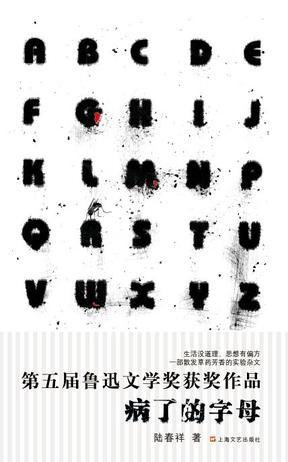 A B C D E
F G H I J
K L M N P
Q R S T U
V W X Y Z
生活没道理，思想有偏方
一部散发草药芳香的实验杂文
第五届鲁迅文学奖获奖作品
病了的字母
陆春祥 著
上海文艺出版社